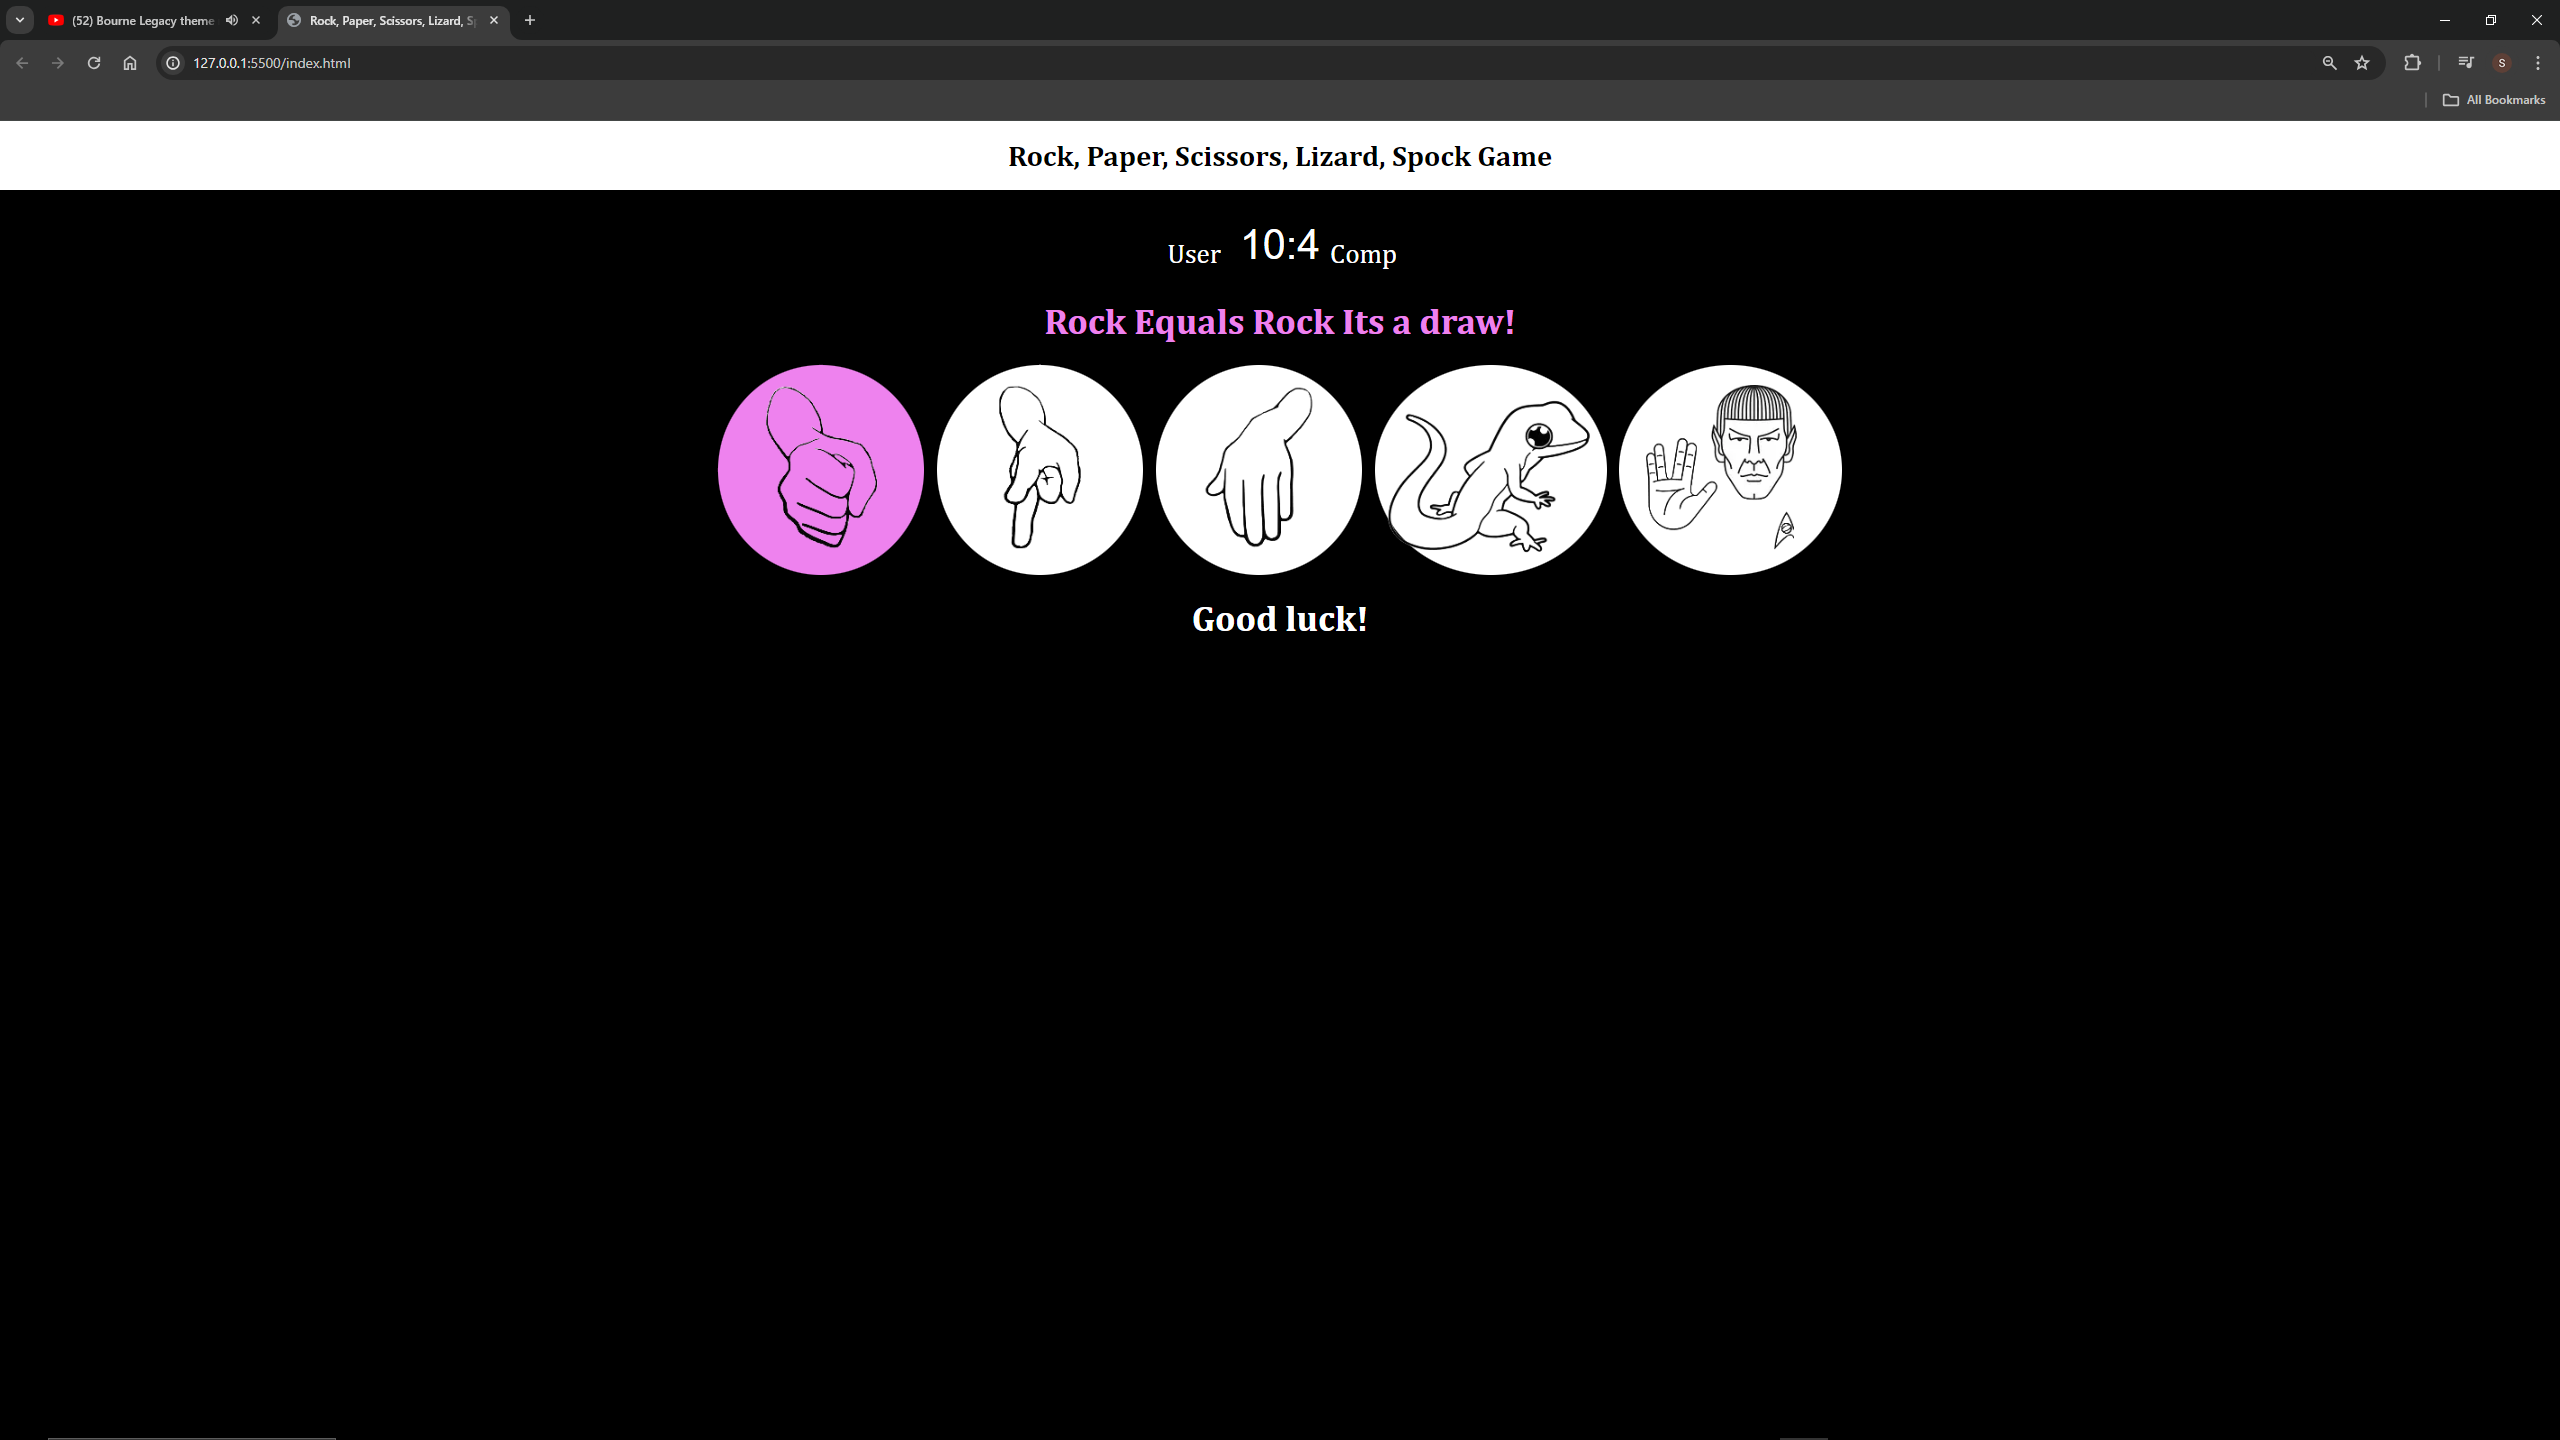 (52) Bourne Legacy theme
Rock, Paper, Scissors, Lizard, Sp
127.0.0.1:5500/index.html
S
All Bookmarks
Rock, Paper, Scissors, Lizard, Spock Game
User 10:4 Comp
Rock Equals Rock Its a draw!
Good luck!